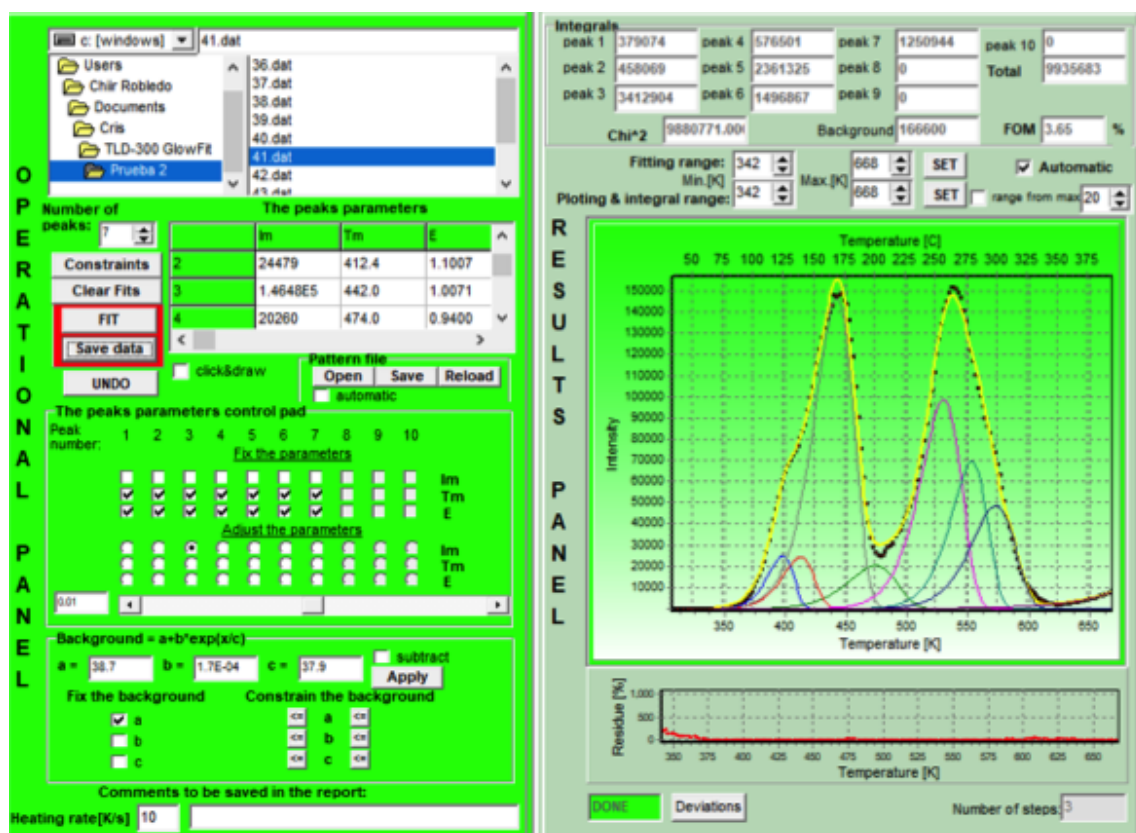 c: [windows]
41.dat
Users
Chiir Robledo
Documents
Cris
TLD-300 GlowFit
Prueba 2
36.dat
37.dat
38.dat
39.dat
40.dat
41.dat
42.dat
43.dat
OPERATIONAL PANEL
Number of peaks: 7
The peaks parameters
Im Tm E
2 24479 412.4 1.1007
3 1.4648E5 442.0 1.0071
4 20260 474.0 0.9400
Constraints
Clear Fits
FIT
Save data
UNDO
click&draw
Pattern file
Open Save Reload
automatic
The peaks parameters control pad
Peak number: 1 2 3 4 5 6 7 8 9 10
Fix the parameters
Im
Tm
E
Adjust the parameters
Im
Tm
E
0.01
Background = a+b*exp(x/c)
a = 38.7 b = 1.7E-04 c = 37.9
subtract
Apply
Fix the background
Constrain the background
a <= a <=
b <= b <=
c <= c <=
Comments to be saved in the report:
Heating rate[K/s] 10
Integrals
peak 1 379074 peak 4 576501 peak 7 1250944 peak 10 0
peak 2 458069 peak 5 2361325 peak 8 0 Total 9935683
peak 3 3412904 peak 6 1496867 peak 9 0
Chi^2 9880771.00 Background 166600 FOM 3.65 %
Fitting range: 342 668 SET Automatic
Min.[K] Max.[K]
Ploting & integral range: 342 668 SET range from max 20
RESULTS PANEL
Temperature [C]
50 75 100 125 150 175 200 225 250 275 300 325 350 375
Intensity
150000
140000
130000
120000
110000
100000
90000
80000
70000
60000
50000
40000
30000
20000
10000
350 400 450 500 550 600 650
Temperature [K]
Residue [%]
1,000
500
0
350 375 400 425 450 475 500 525 550 575 600 625 650
Temperature [K]
DONE
Deviations
Number of steps: 3